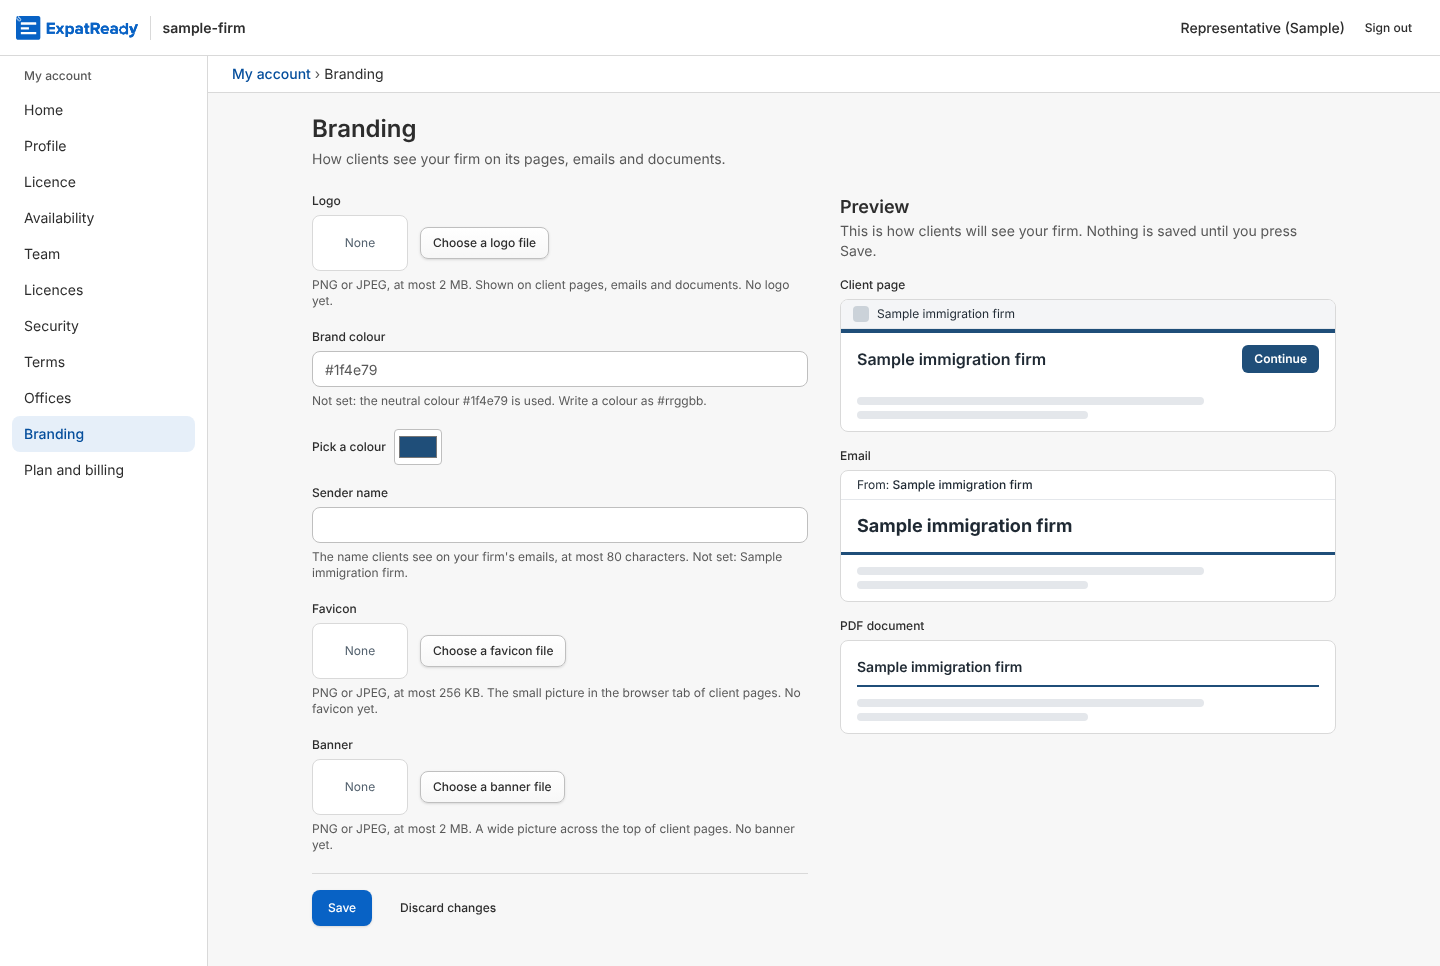 ExpatReady
sample-firm
Representative (Sample)
Sign out
My account
Home
Profile
Licence
Availability
Team
Licences
Security
Terms
Offices
Branding
Plan and billing
My account › Branding
Branding
How clients see your firm on its pages, emails and documents.
Logo
None
Choose a logo file
PNG or JPEG, at most 2 MB. Shown on client pages, emails and documents. No logo
yet.
Brand colour
#1f4e79
Not set: the neutral colour #1f4e79 is used. Write a colour as #rrggbb.
Pick a colour
Sender name
The name clients see on your firm's emails, at most 80 characters. Not set: Sample
immigration firm.
Favicon
None
Choose a favicon file
PNG or JPEG, at most 256 KB. The small picture in the browser tab of client pages. No
favicon yet.
Banner
None
Choose a banner file
PNG or JPEG, at most 2 MB. A wide picture across the top of client pages. No banner
yet.
Save
Discard changes
Preview
This is how clients will see your firm. Nothing is saved until you press
Save.
Client page
Sample immigration firm
Sample immigration firm
Continue
Email
From: Sample immigration firm
Sample immigration firm
PDF document
Sample immigration firm